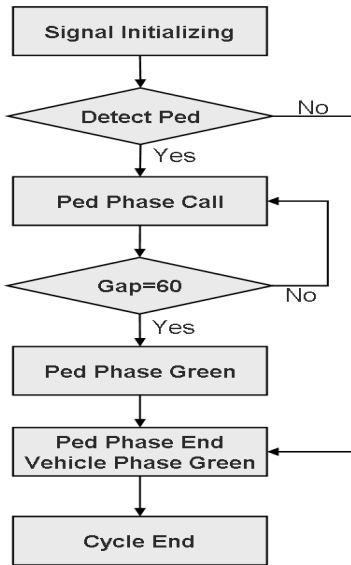 Signal Initializing
Detect Ped
No
Yes
Ped Phase Call
Gap=60
No
Yes
Ped Phase Green
Ped Phase End
Vehicle Phase Green
Cycle End